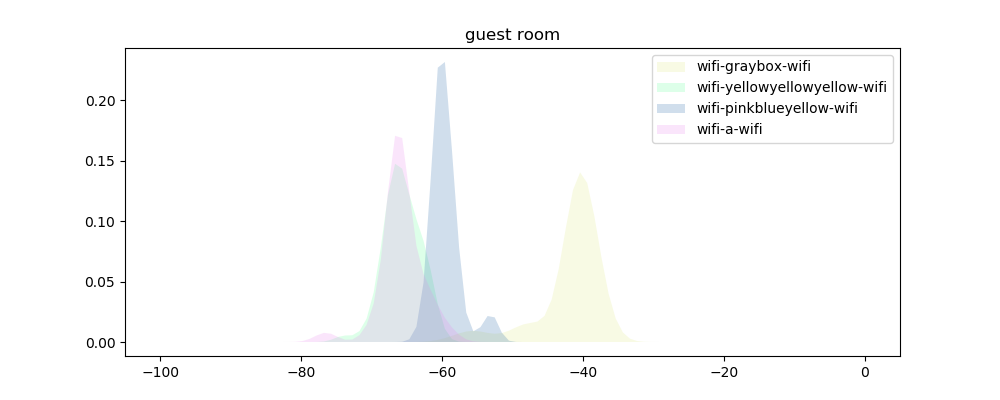 guest room
wifi-graybox-wifi
wifi-yellowyellowyellow-wifi
wifi-pinkblueyellow-wifi
wifi-a-wifi
0.20
0.15
0.10
0.05
0.00
−100 −80 −60 −40 −20 0